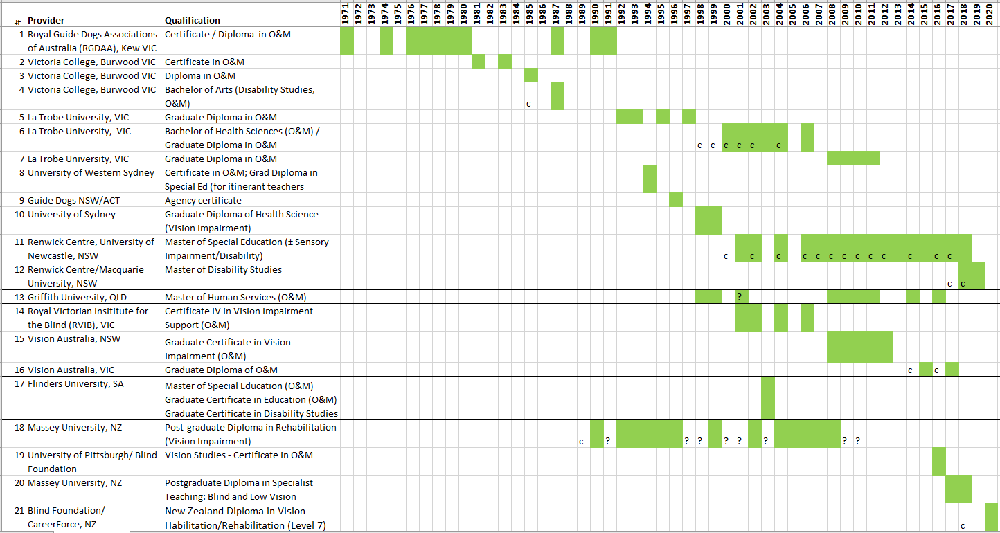 # Provider Qualification 1971 1972 1973 1974 1975 1976 1977 1978 1979 1980 1981 1982 1983 1984 1985 1986 1987 1988 1989 1990 1991 1992 1993 1994 1995 1996 1997 1998 1999 2000 2001 2002 2003 2004 2005 2006 2007 2008 2009 2010 2011 2012 2013 2014 2015 2016 2017 2018 2019 2020
1 Royal Guide Dogs Associations Certificate / Diploma in O&M
of Australia (RGDAA), Kew VIC
2 Victoria College, Burwood VIC Certificate in O&M
3 Victoria College, Burwood VIC Diploma in O&M
4 Victoria College, Burwood VIC Bachelor of Arts (Disability Studies,
O&M) c
5 La Trobe University, VIC Graduate Diploma in O&M
6 La Trobe University, VIC Bachelor of Health Sciences (O&M) /
Graduate Diploma in O&M c c c c c c
7 La Trobe University, VIC Graduate Diploma in O&M
8 University of Western Sydney Certificate in O&M; Grad Diploma in
Special Ed (for itinerant teachers
9 Guide Dogs NSW/ACT Agency certificate
10 University of Sydney Graduate Diploma of Health Science
(Vision Impairment)
11 Renwick Centre, University of Master of Special Education (± Sensory
Newcastle, NSW Impairment/Disability) c c c c c c c c c c c c c
12 Renwick Centre/Macquarie Master of Disability Studies
University, NSW c c
13 Griffith University, QLD Master of Human Services (O&M) ?
14 Royal Victorian Insititute for Certificate IV in Vision Impairment
the Blind (RVIB), VIC Support (O&M)
15 Vision Australia, NSW Graduate Certificate in Vision
Impairment (O&M)
16 Vision Australia, VIC Graduate Diploma of O&M c c
17 Flinders University, SA Master of Special Education (O&M)
Graduate Certificate in Education (O&M)
Graduate Certificate in Disability Studies
18 Massey University, NZ Post-graduate Diploma in Rehabilitation
(Vision Impairment) c ? ? ? ? ? ? ? ?
19 University of Pittsburgh/ Blind Vision Studies - Certificate in O&M
Foundation
20 Massey University, NZ Postgraduate Diploma in Specialist
Teaching: Blind and Low Vision
21 Blind Foundation/ New Zealand Diploma in Vision
CareerForce, NZ Habilitation/Rehabilitation (Level 7) c